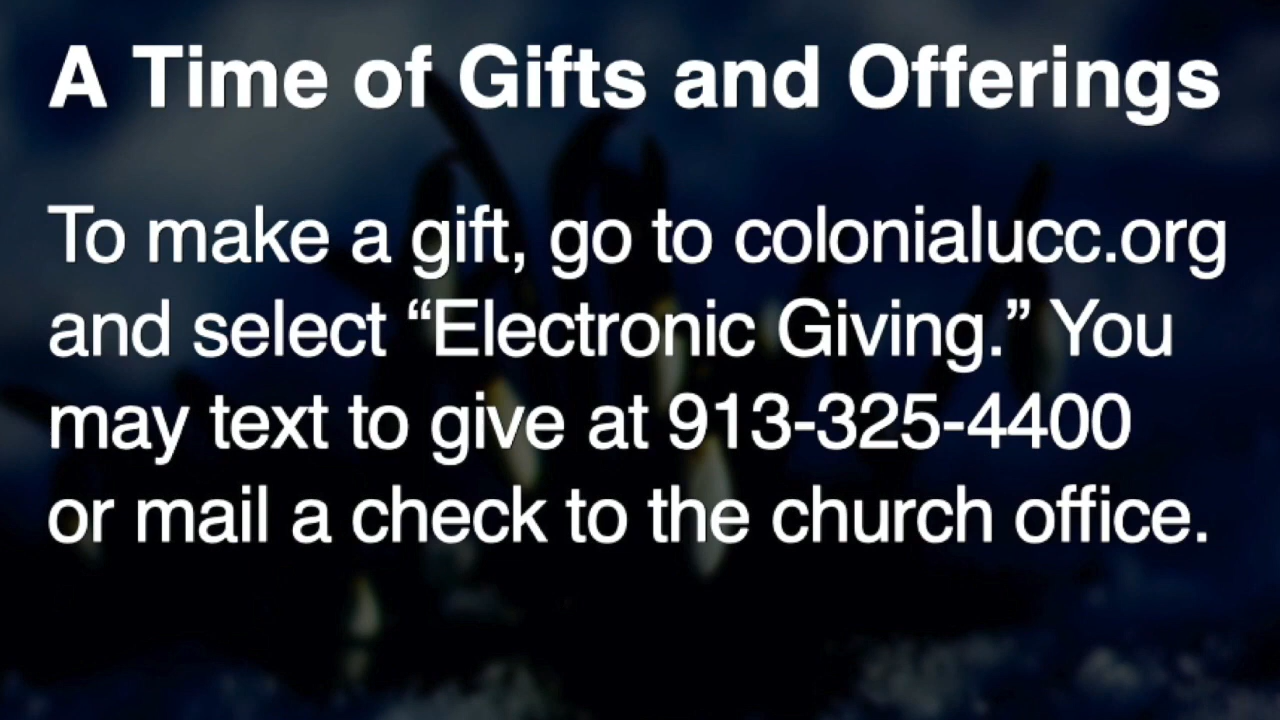 A Time of Gifts and Offerings
To make a gift, go to colonialucc.org
and select “Electronic Giving.” You
may text to give at 913-325-4400
or mail a check to the church office.